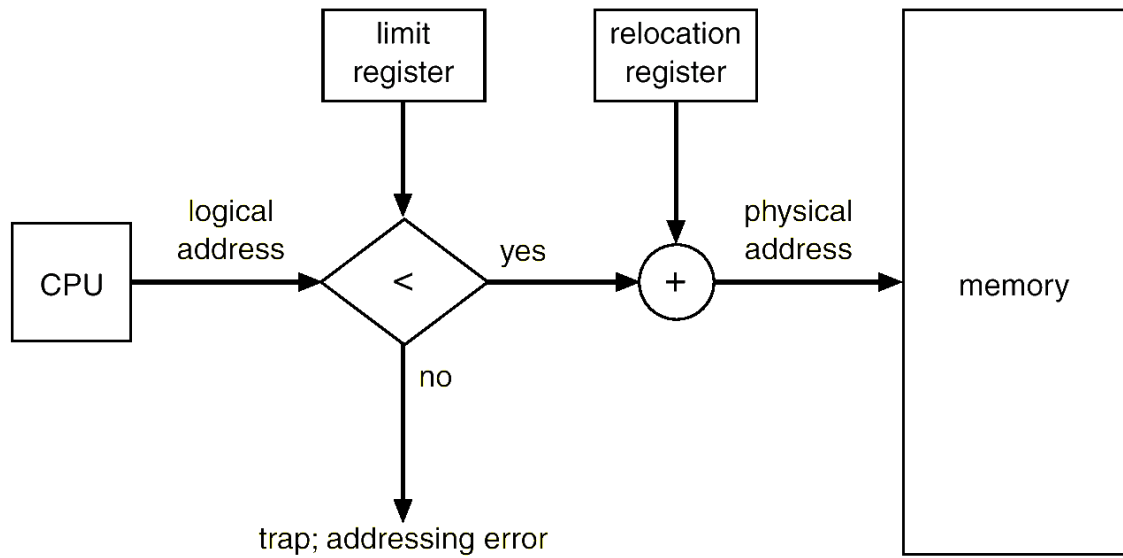 limit
register
relocation
register
logical
address
yes
physical
address
CPU
<
+
memory
no
trap; addressing error